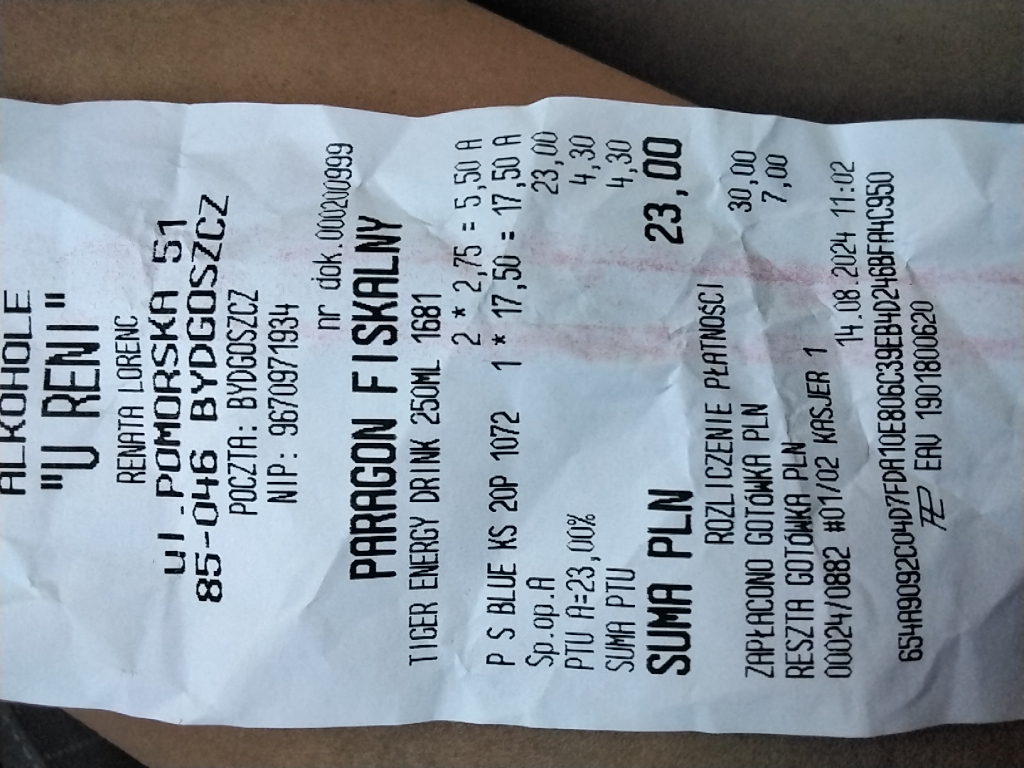 ALKOHOLE
"U RENI"
RENATA LORENC
ul.POMORSKA 51
85-046 BYDGOSZCZ
POCZTA: BYDGOSZCZ
NIP: 9670971934
nr dok.000200999
PARAGON FISKALNY
TIGER ENERGY DRINK 250ML 1681
2 * 2,75 = 5,50 A
P S BLUE KS 20P 1072 1 * 17,50 = 17,50 A
Sp.op.A 23,00
PTU A=23,00% 4,30
SUMA PTU 4,30
SUMA PLN 23,00
ROZLICZENIE PŁATNOŚCI
ZAPŁACONO GOTÓWKA PLN 30,00
RESZTA GOTÓWKA PLN 7,00
00024/0882 #01/02 KASJER 1 14.08.2024 11:02
654A9092C04D7FDA10E806C39EB4D246BFA4C950
EAU 1901800620